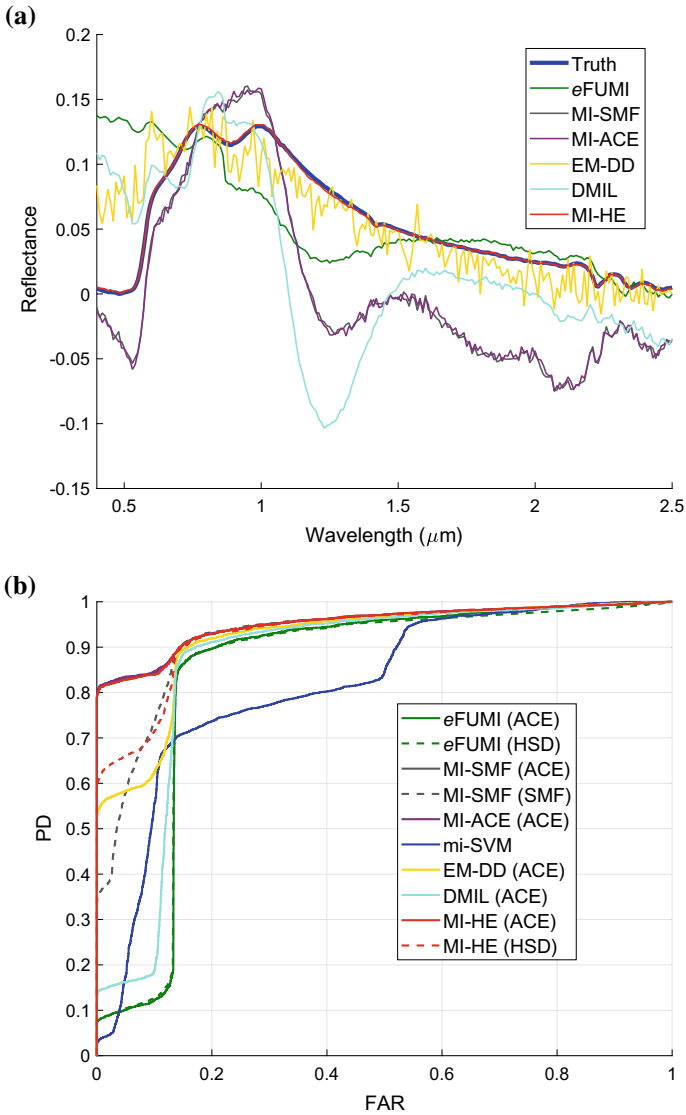 (a)
0.2
0.15
0.1
0.05
0
-0.05
-0.1
-0.15
Reflectance
0.5
1
1.5
2
2.5
Wavelength (μm)
Truth
eFUMI
MI-SMF
MI-ACE
EM-DD
DMIL
MI-HE
(b)
1
0.9
0.8
0.7
0.6
0.5
0.4
0.3
0.2
0.1
0
PD
0
0.2
0.4
0.6
0.8
1
FAR
eFUMI (ACE)
eFUMI (HSD)
MI-SMF (ACE)
MI-SMF (SMF)
MI-ACE (ACE)
mi-SVM
EM-DD (ACE)
DMIL (ACE)
MI-HE (ACE)
MI-HE (HSD)